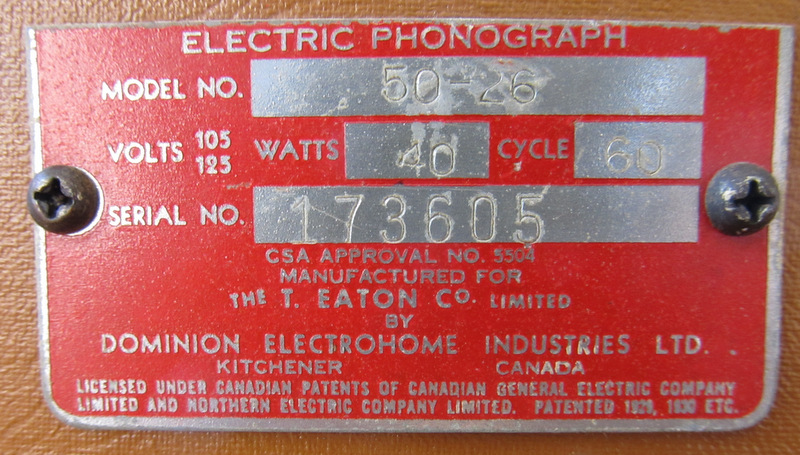 ELECTRIC PHONOGRAPH
MODEL NO. 50-26
VOLTS 105 125 WATTS 40 CYCLE 60
SERIAL NO. 173605
CSA APPROVAL NO. 5504
MANUFACTURED FOR
THE T. EATON CO. LIMITED
BY
DOMINION ELECTROHOME INDUSTRIES LTD.
KITCHENER CANADA
LICENSED UNDER CANADIAN PATENTS OF CANADIAN GENERAL ELECTRIC COMPANY
LIMITED AND NORTHERN ELECTRIC COMPANY LIMITED. PATENTED 1929, 1930 ETC.